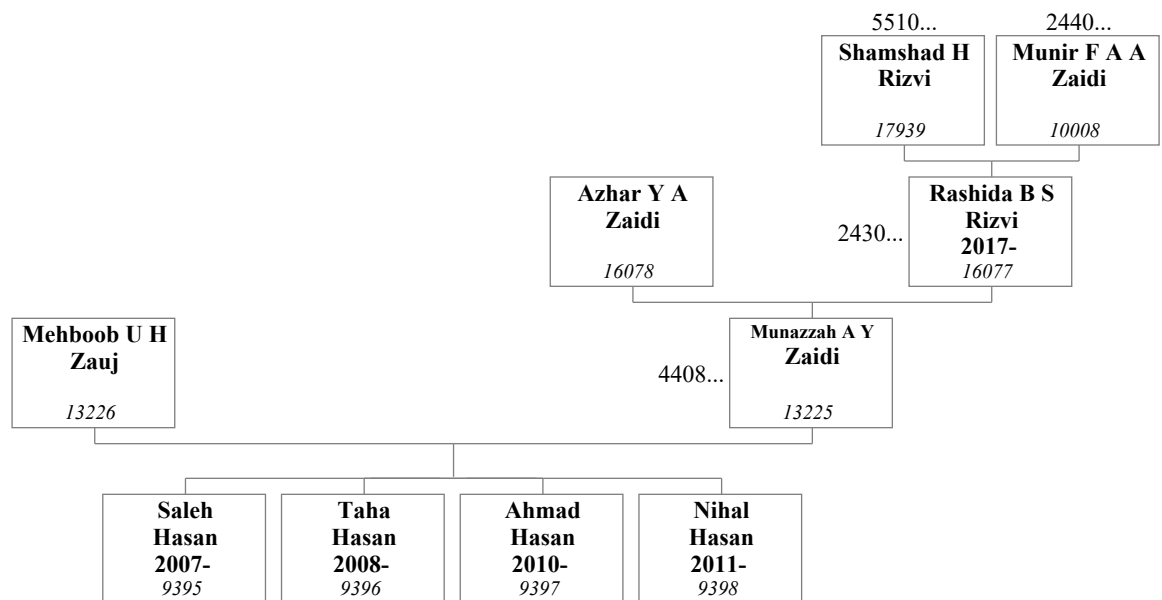 5510...
2440...
Shamshad H
Rizvi
17939
Munir F A A
Zaidi
10008
Azhar Y A
Zaidi
16078
2430...
Rashida B S
Rizvi
2017-
16077
Mehboob U H
Zauj
13226
4408...
Munazzah A Y
Zaidi
13225
Saleh
Hasan
2007-
9395
Taha
Hasan
2008-
9396
Ahmad
Hasan
2010-
9397
Nihal
Hasan
2011-
9398